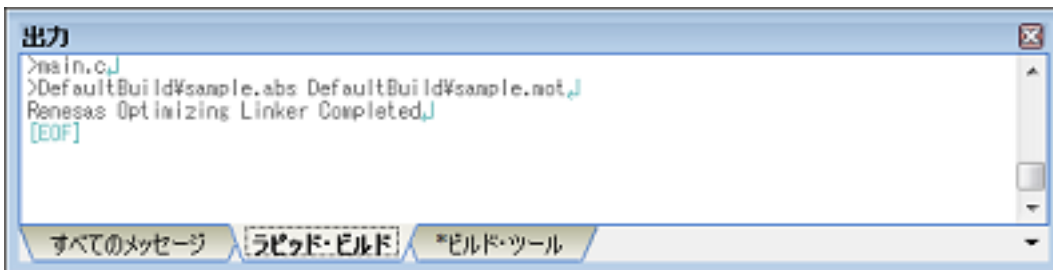 出力
>main.c↲
>DefaultBuild¥sample.abs DefaultBuild¥sample.mot↲
Renesas Optimizing Linker Completed↲
[EOF]
すべてのメッセージ ラピッド・ビルド *ビルド・ツール